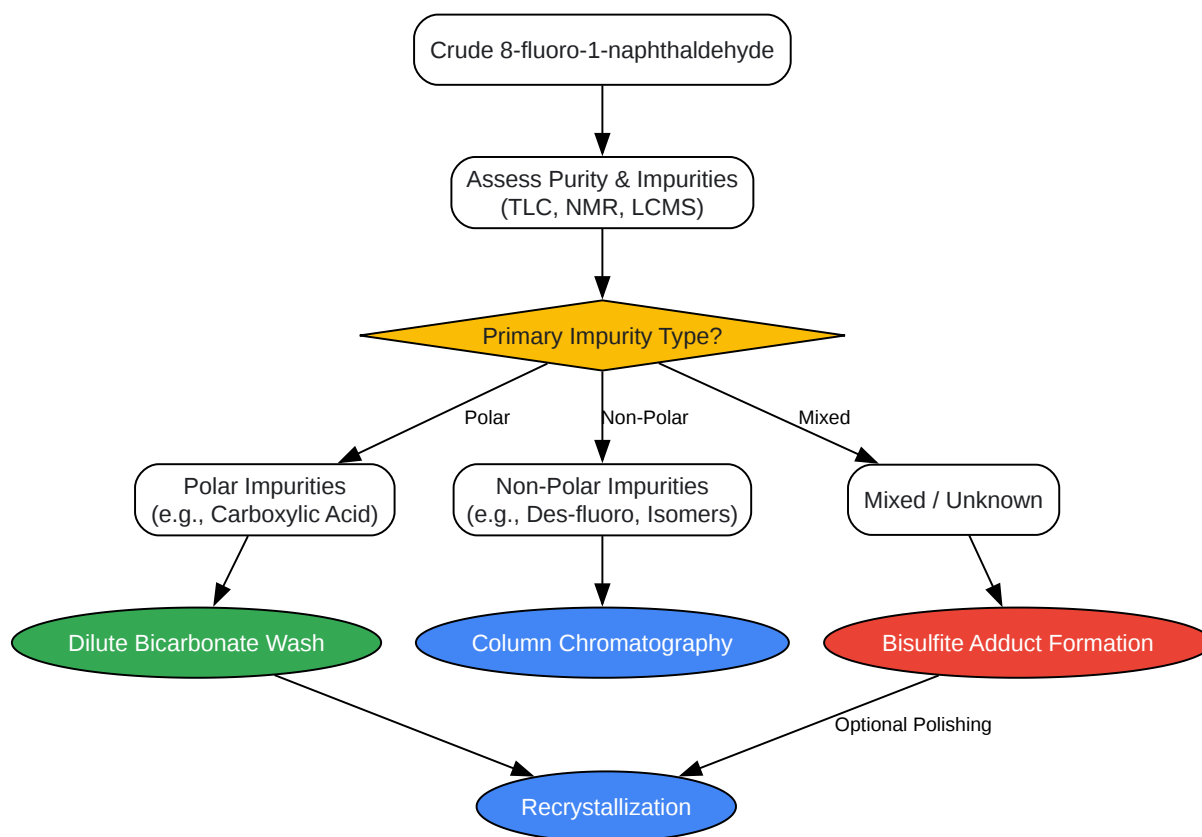 Crude 8-fluoro-1-naphthaldehyde
Assess Purity & Impurities
(TLC, NMR, LCMS)
Primary Impurity Type?
Polar
Non-Polar
Mixed
Polar Impurities
(e.g., Carboxylic Acid)
Non-Polar Impurities
(e.g., Des-fluoro, Isomers)
Mixed / Unknown
Dilute Bicarbonate Wash
Column Chromatography
Bisulfite Adduct Formation
Optional Polishing
Recrystallization